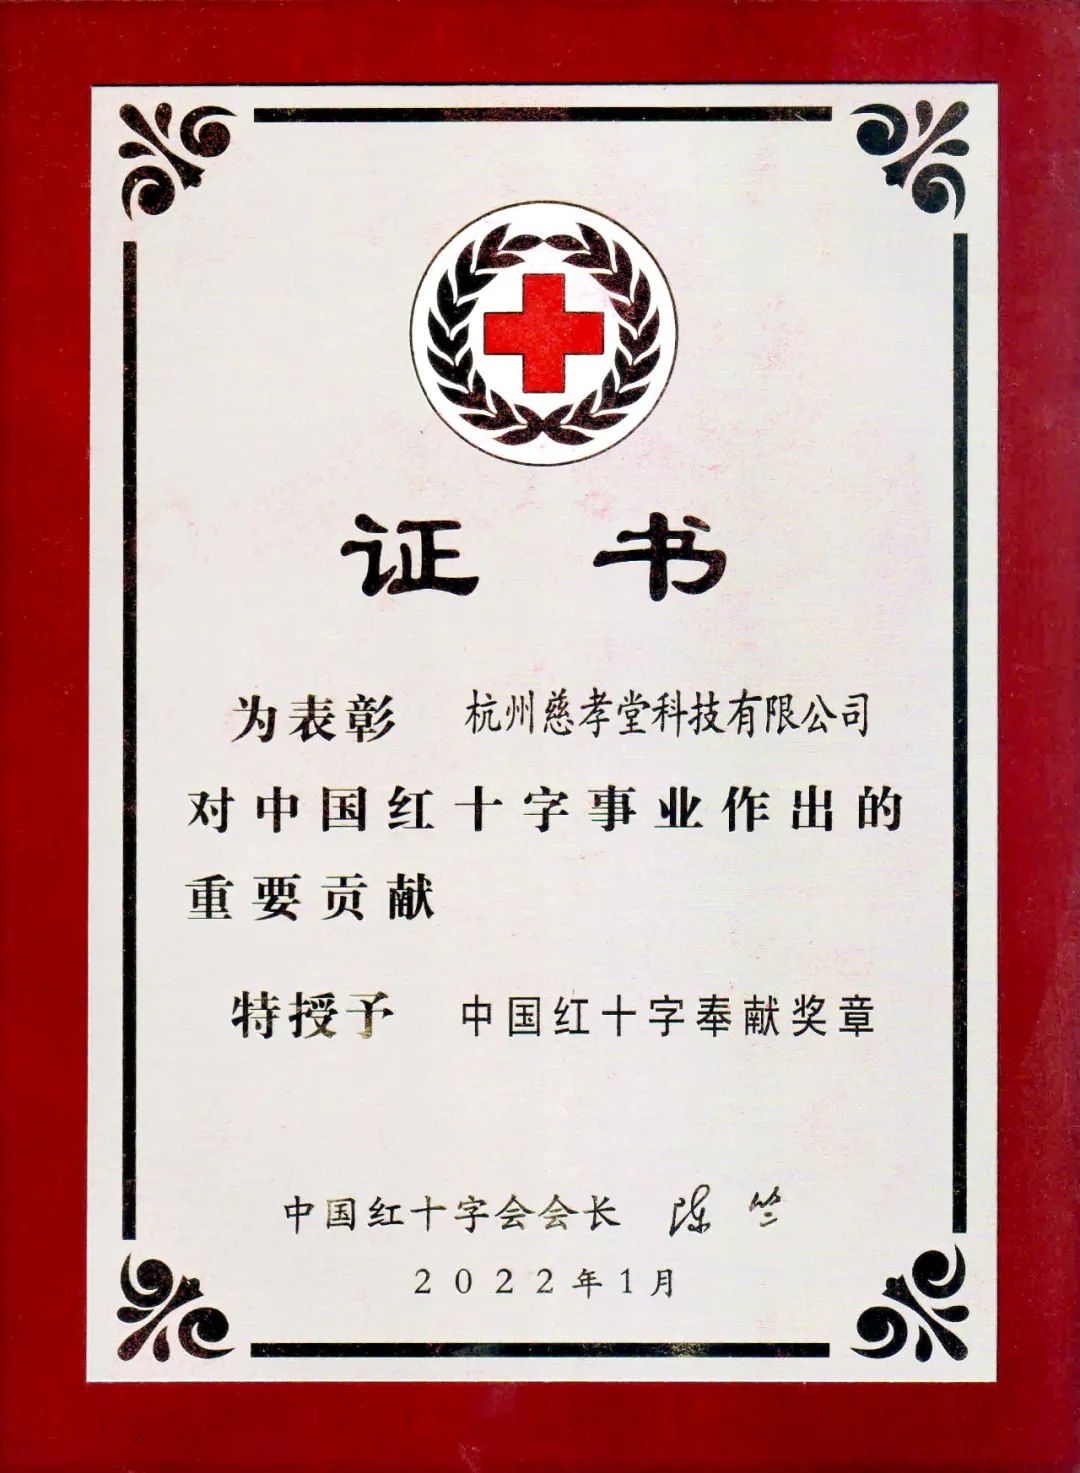 证书
为表彰 杭州慈孝堂科技有限公司
对中国红十字事业作出的
重要贡献
特授予 中国红十字奉献奖章
中国红十字会会长 陈竺
2022年1月